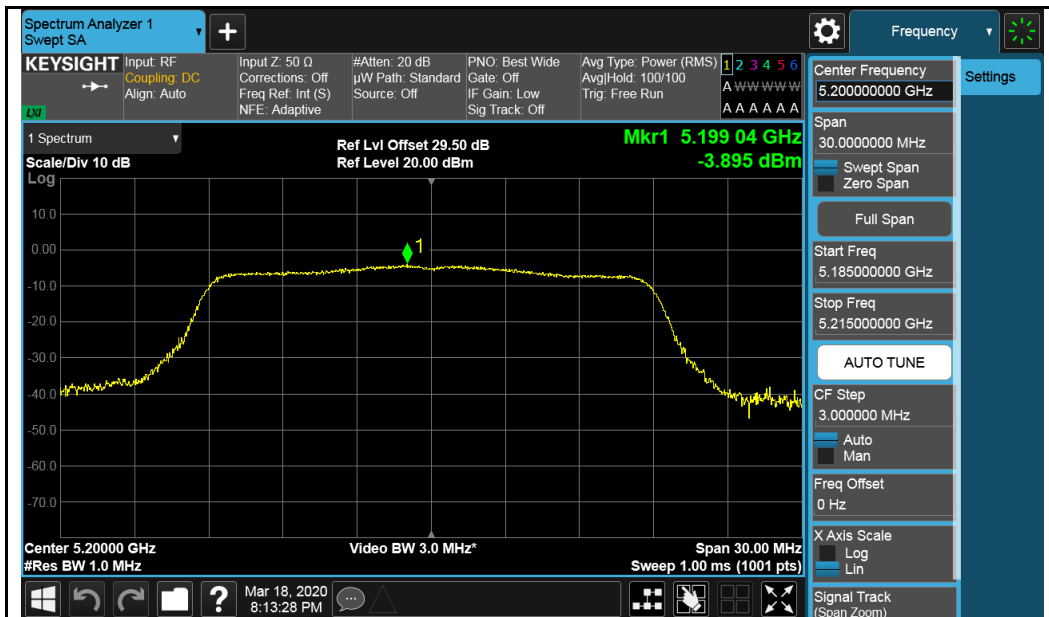 Spectrum Analyzer 1
Swept SA
+
Frequency
KEYSIGHT
LXI
Input: RF
Coupling: DC
Align: Auto
Input Z: 50 Ω
Corrections: Off
Freq Ref: Int (S)
NFE: Adaptive
#Atten: 20 dB
µW Path: Standard
Source: Off
PNO: Best Wide
Gate: Off
IF Gain: Low
Sig Track: Off
Avg Type: Power (RMS)
Avg|Hold: 100/100
Trig: Free Run
1 2 3 4 5 6
A W W W W W
A A A A A A
1 Spectrum
Scale/Div 10 dB
Ref Lvl Offset 29.50 dB
Ref Level 20.00 dBm
Mkr1 5.199 04 GHz
-3.895 dBm
Log
10.0
0.00
-10.0
-20.0
-30.0
-40.0
-50.0
-60.0
-70.0
1
Center 5.20000 GHz
#Res BW 1.0 MHz
Video BW 3.0 MHz*
Span 30.00 MHz
Sweep 1.00 ms (1001 pts)
Center Frequency
5.200000000 GHz
Span
30.0000000 MHz
Swept Span
Zero Span
Full Span
Start Freq
5.185000000 GHz
Stop Freq
5.215000000 GHz
AUTO TUNE
CF Step
3.000000 MHz
Auto
Man
Freq Offset
0 Hz
X Axis Scale
Log
Lin
Signal Track
(Span Zoom)
Settings
?
Mar 18, 2020
8:13:28 PM